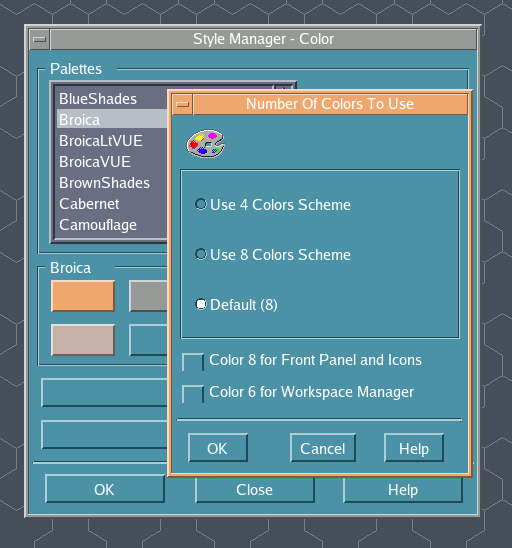 Style Manager - Color
Palettes
BlueShades
Broica
BroicaLtVUE
BroicaVUE
BrownShades
Cabernet
Camouflage
Broica
OK
Close
Help
Number Of Colors To Use
Use 4 Colors Scheme
Use 8 Colors Scheme
Default (8)
Color 8 for Front Panel and Icons
Color 6 for Workspace Manager
OK
Cancel
Help